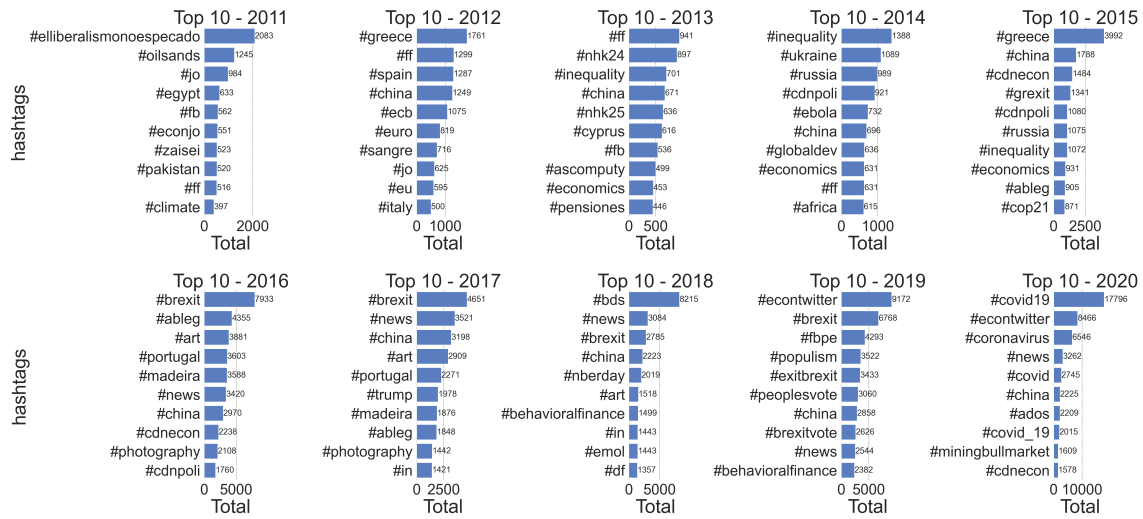 Top 10 - 2011
hashtags
#elliberalismonoespecado 2083
#oilsands 1245
#jo 984
#egypt 633
#fb 562
#econjo 551
#zaisei 523
#pakistan 520
#ff 516
#climate 397
0 2000
Total
Top 10 - 2012
#greece 1761
#ff 1299
#spain 1287
#china 1249
#ecb 1075
#euro 819
#sangre 716
#jo 625
#eu 595
#italy 500
0 1000
Total
Top 10 - 2013
#ff 941
#nhk24 897
#inequality 701
#china 671
#nhk25 636
#cyprus 616
#fb 536
#ascomputy 499
#economics 453
#pensiones 446
0 500
Total
Top 10 - 2014
#inequality 1388
#ukraine 1089
#russia 989
#cdnpoli 921
#ebola 732
#china 696
#globaldev 636
#economics 631
#ff 631
#africa 615
0 1000
Total
Top 10 - 2015
#greece 3992
#china 1788
#cdnecon 1484
#grexit 1341
#cdnpoli 1080
#russia 1075
#inequality 1072
#economics 931
#ableg 905
#cop21 871
0 2500
Total
Top 10 - 2016
hashtags
#brexit 7933
#ableg 4355
#art 3881
#portugal 3603
#madeira 3588
#news 3420
#china 2970
#cdnecon 2238
#photography 2108
#cdnpoli 1760
0 5000
Total
Top 10 - 2017
#brexit 4651
#news 3521
#china 3198
#art 2909
#portugal 2271
#trump 1978
#madeira 1876
#ableg 1848
#photography 1442
#in 1421
0 2500
Total
Top 10 - 2018
#bds 8215
#news 3084
#brexit 2785
#china 2223
#nberday 2019
#art 1518
#behavioralfinance 1499
#in 1443
#emol 1443
#df 1357
0 5000
Total
Top 10 - 2019
#econtwitter 9172
#brexit 6768
#fbpe 4293
#populism 3522
#exitbrexit 3433
#peoplesvote 3060
#china 2858
#brexitvote 2626
#news 2544
#behavioralfinance 2382
0 5000
Total
Top 10 - 2020
#covid19 17796
#econtwitter 8466
#coronavirus 6546
#news 3262
#covid 2745
#china 2225
#ados 2209
#covid_19 2015
#miningbullmarket 1609
#cdnecon 1578
0 10000
Total